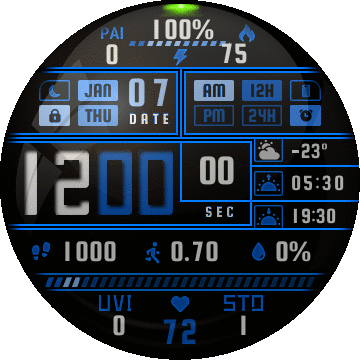 100%
PAI
0
75
JAN
THU
07
DATE
AM 12H
PM 24H
1200
00
SEC
-23°
05:30
19:30
1000
0.70
0%
UVI
0
72
STD
1